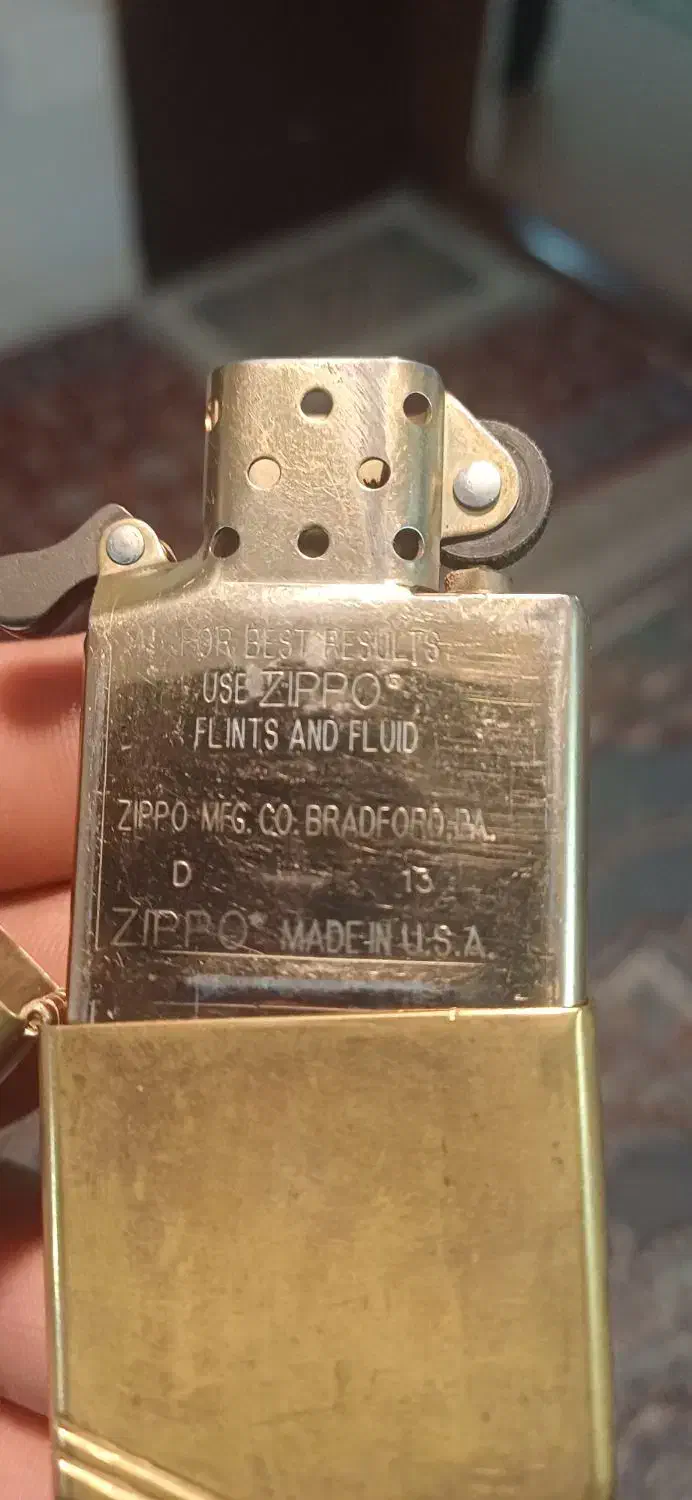 FOR BEST RESULTS
USE ZIPPO®
FLINTS AND FLUID
ZIPPO MFG. CO. BRADFORD, PA.
D 13
ZIPPO® MADE IN U.S.A.